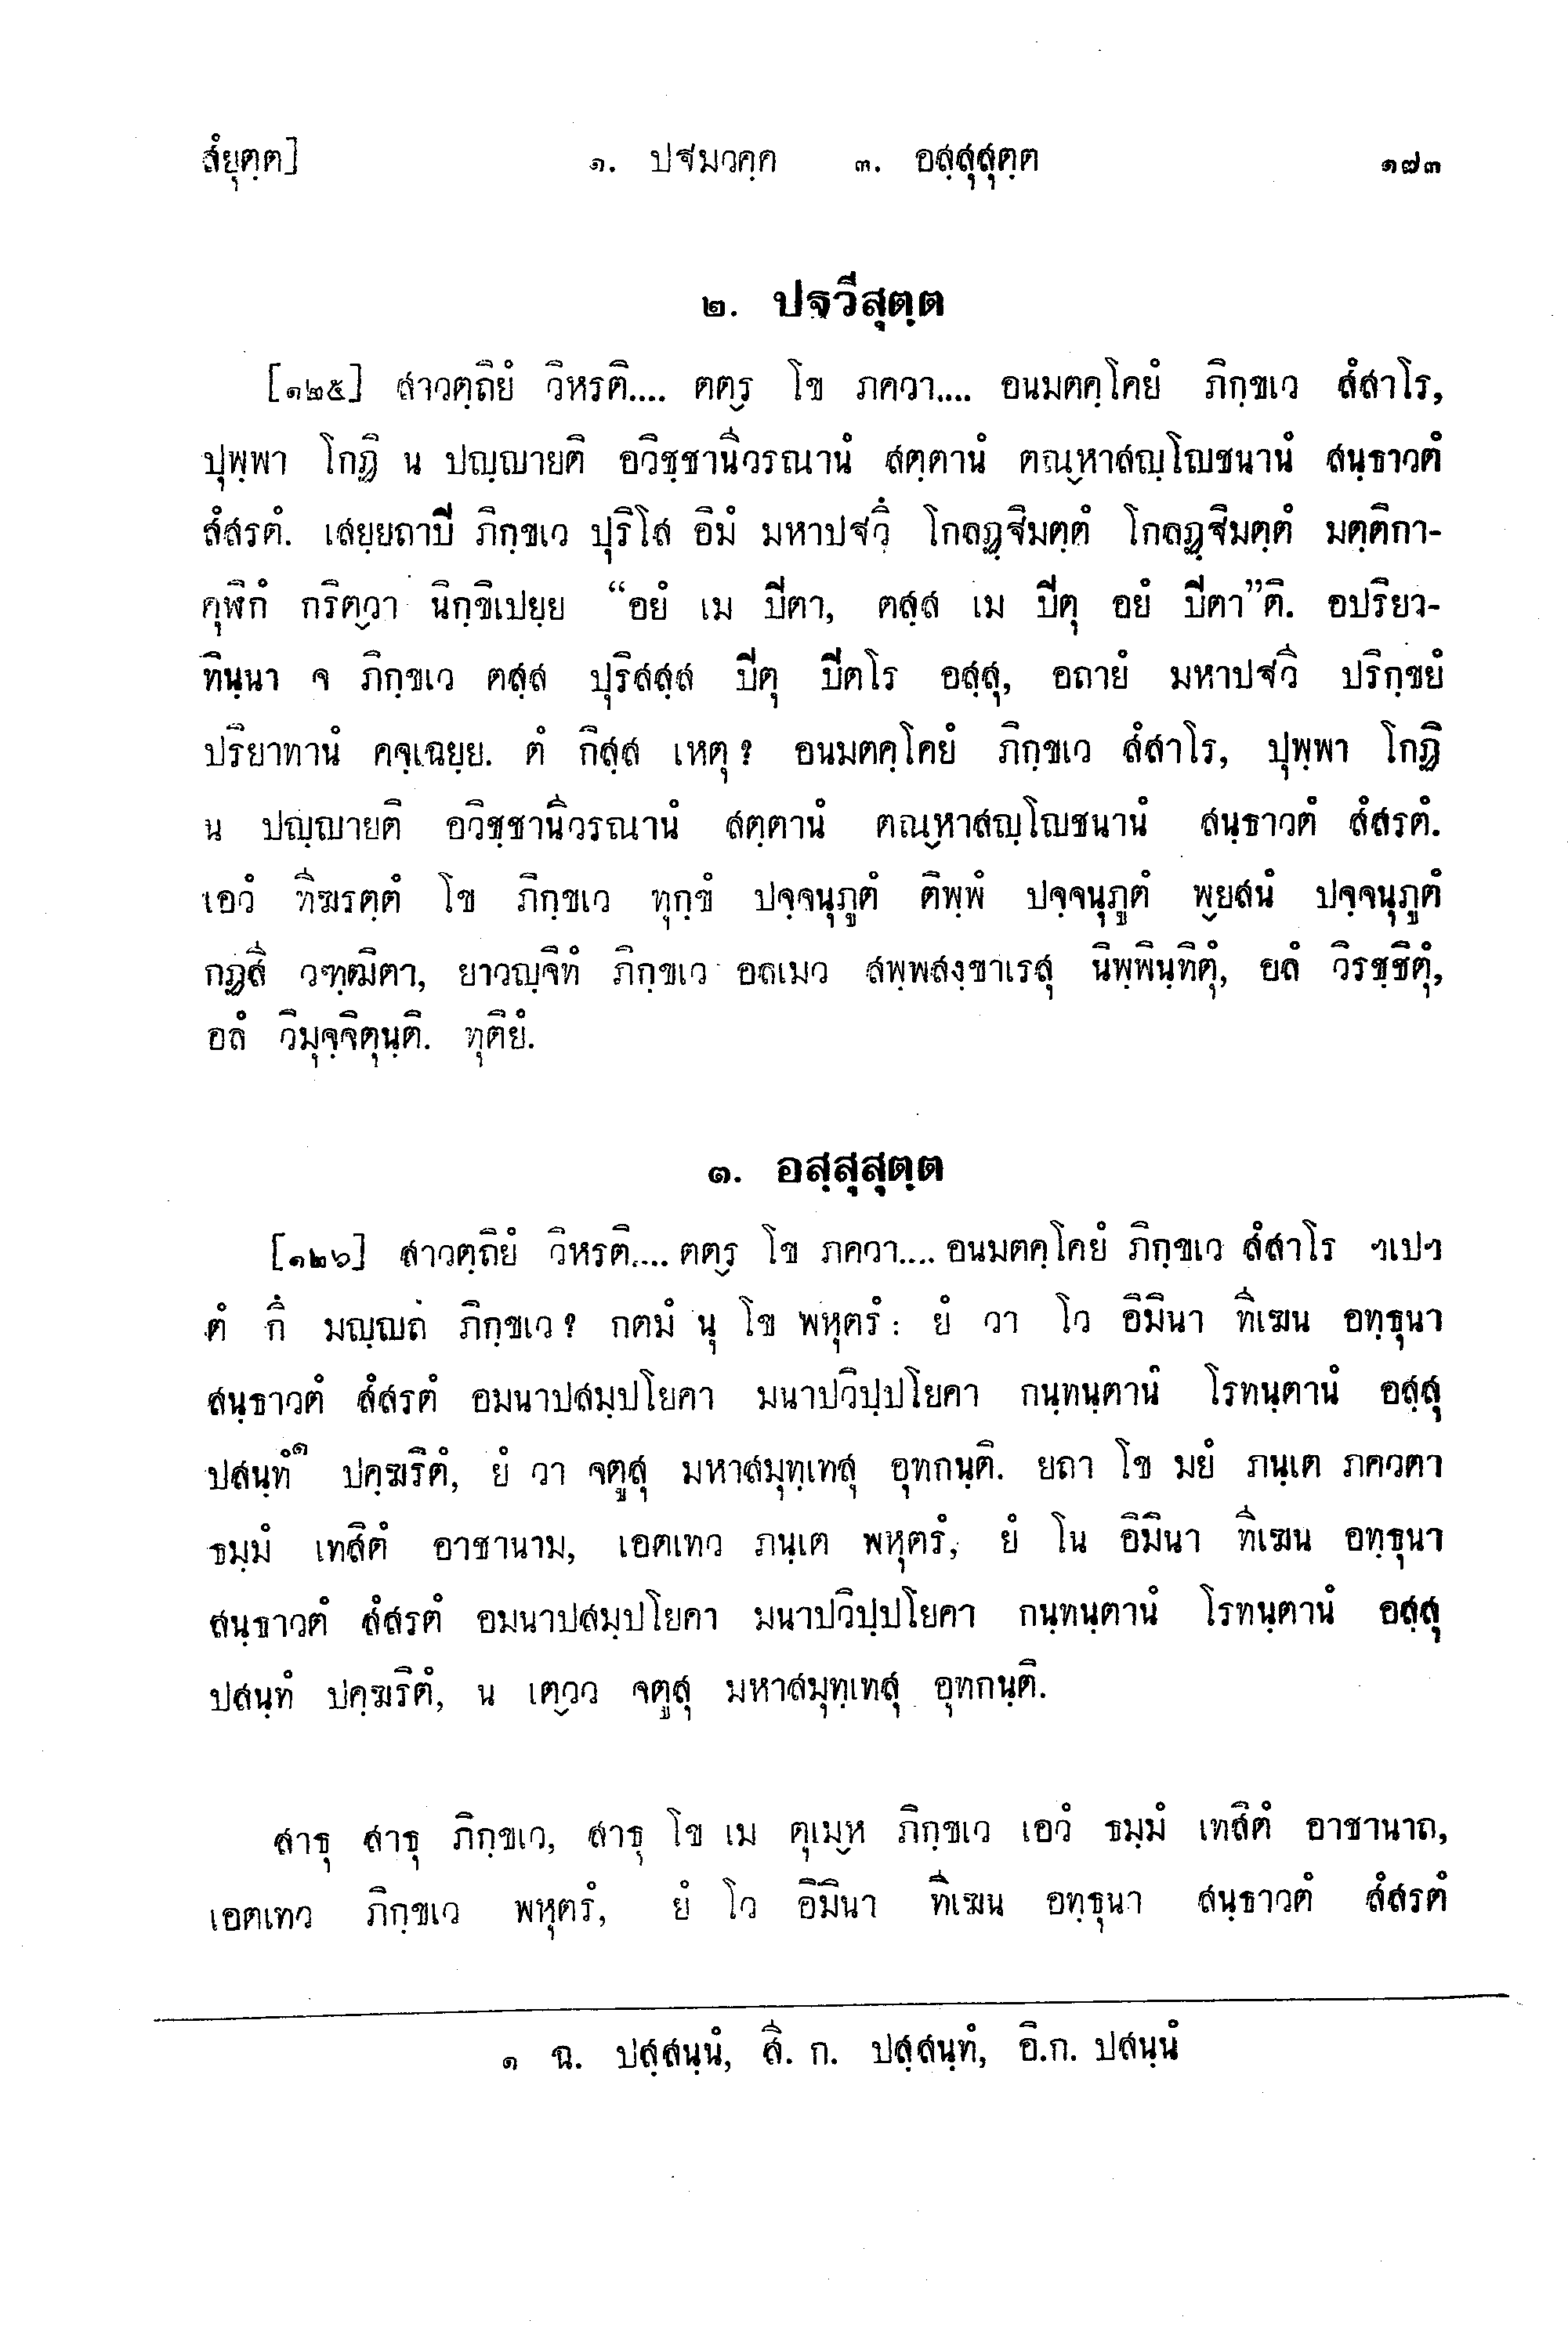 สํยุตฺต] ๑. ปฐมวคฺค ๓. อสฺสุสุตฺต ๑๗๓
๒. ปฐวีสุตฺต
[๑๒๕] สาวตฺถิยํ วิหรติ.... ตตฺร โข ภควา.... อนมตคฺโคยํ ภิกฺขเว สํสาโร,
ปุพฺพา โกฏิ น ปญฺญายติ อวิชฺชานีวรณานํ สตฺตานํ ตณฺหาสญฺโญชนานํ สนฺธาวตํ
สํสรตํ. เสยฺยถาปิ ภิกฺขเว ปุริโส อิมํ มหาปฐวึ โกลฏฺฐิมตฺตํ โกลฏฺฐิมตฺตํ มตฺติกา-
คุฬิกํ กริตฺวา นิกฺขิเปยฺย “อยํ เม ปิตา, ตสฺส เม ปิตุ อยํ ปิตา”ติ. อปริยา-
ทินฺนา จ ภิกฺขเว ตสฺส ปุริสสฺส ปิตุ ปิตโร อสฺสุ, อถายํ มหาปฐวี ปริกฺขยํ
ปริยาทานํ คจฺเฉยฺย. ตํ กิสฺส เหตุ? อนมตคฺโคยํ ภิกฺขเว สํสาโร, ปุพฺพา โกฏิ
น ปญฺญายติ อวิชฺชานีวรณานํ สตฺตานํ ตณฺหาสญฺโญชนานํ สนฺธาวตํ สํสรตํ.
เอวํ ทีฆรตฺตํ โข ภิกฺขเว ทุกฺขํ ปจฺจนุภูตํ ติพฺพํ ปจฺจนุภูตํ พฺยสนํ ปจฺจนุภูตํ
กฏสี วฑฺฒิตา, ยาวญฺจิทํ ภิกฺขเว อลเมว สพฺพสงฺขาเรสุ นิพฺพินฺทิตุํ, อลํ วิรชฺชิตุํ,
อลํ วิมุจฺจิตุนฺติ. ทุติยํ.
๓. อสฺสุสุตฺต
[๑๒๖] สาวตฺถิยํ วิหรติ.... ตตฺร โข ภควา.... อนมตคฺโคยํ ภิกฺขเว สํสาโร ฯเปฯ
ตํ กึ มญฺญถ ภิกฺขเว? กตมํ นุ โข พหุตรํ: ยํ วา โว อิมินา ทีเฆน อทฺธุนา
สนฺธาวตํ สํสรตํ อมนาปสมฺปโยคา มนาปวิปฺปโยคา กนฺทนฺตานํ โรทนฺตานํ อสฺสุ
ปสนฺทํ๑ ปคฺฆริตํ, ยํ วา จตูสุ มหาสมุทฺเทสุ อุทกนฺติ. ยถา โข มยํ ภนฺเต ภควตา
ธมฺมํ เทสิตํ อาชานาม, เอตเทว ภนฺเต พหุตรํ, ยํ โน อิมินา ทีเฆน อทฺธุนา
สนฺธาวตํ สํสรตํ อมนาปสมฺปโยคา มนาปวิปฺปโยคา กนฺทนฺตานํ โรทนฺตานํ อสฺสุ
ปสนฺทํ ปคฺฆริตํ, น เตฺวว จตูสุ มหาสมุทฺเทสุ อุทกนฺติ.
สาธุ สาธุ ภิกฺขเว, สาธุ โข เม ตุเมฺห ภิกฺขเว เอวํ ธมฺมํ เทสิตํ อาชานาถ,
เอตเทว ภิกฺขเว พหุตรํ, ยํ โว อิมินา ทีเฆน อทฺธุนา สนฺธาวตํ สํสรตํ
๑ ฉ. ปสฺสนฺนํ, สี. ก. ปสฺสนฺทํ, อิ.ก. ปสนฺนํ